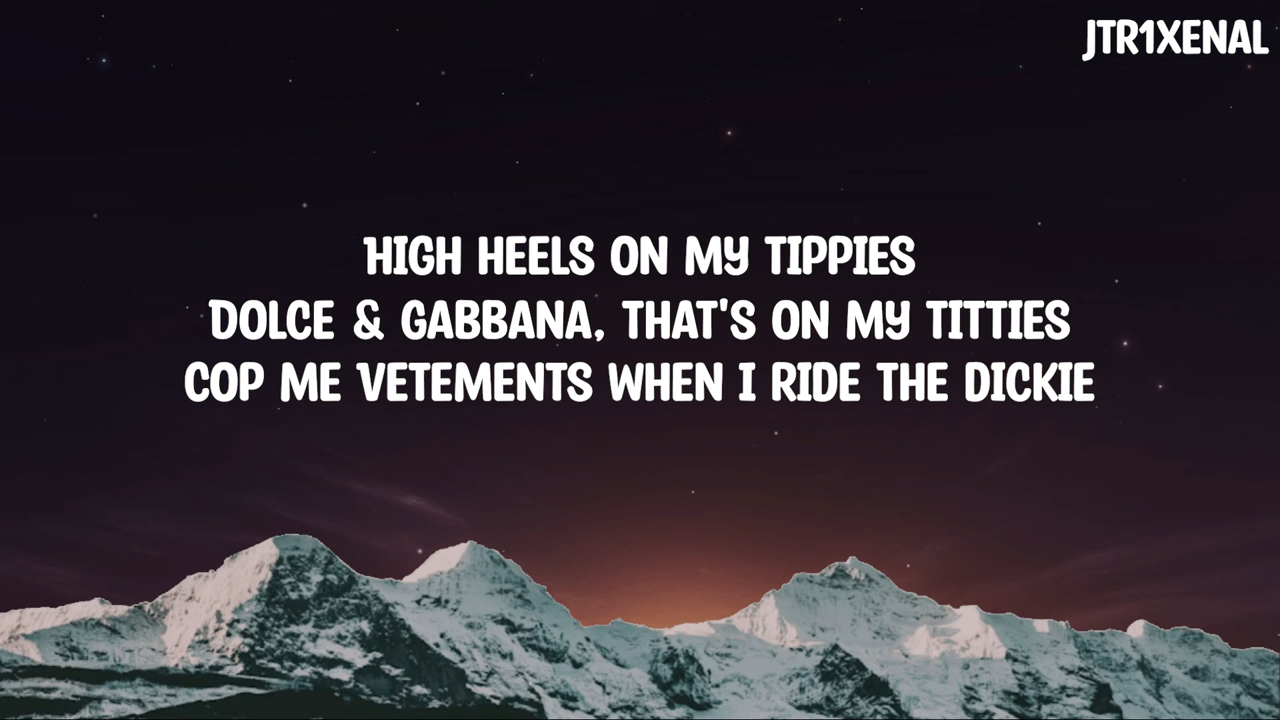 JTR1XENAL
HIGH HEELS ON MY TIPPIES
DOLCE & GABBANA, THAT'S ON MY TITTIES
COP ME VETEMENTS WHEN I RIDE THE DICKIE